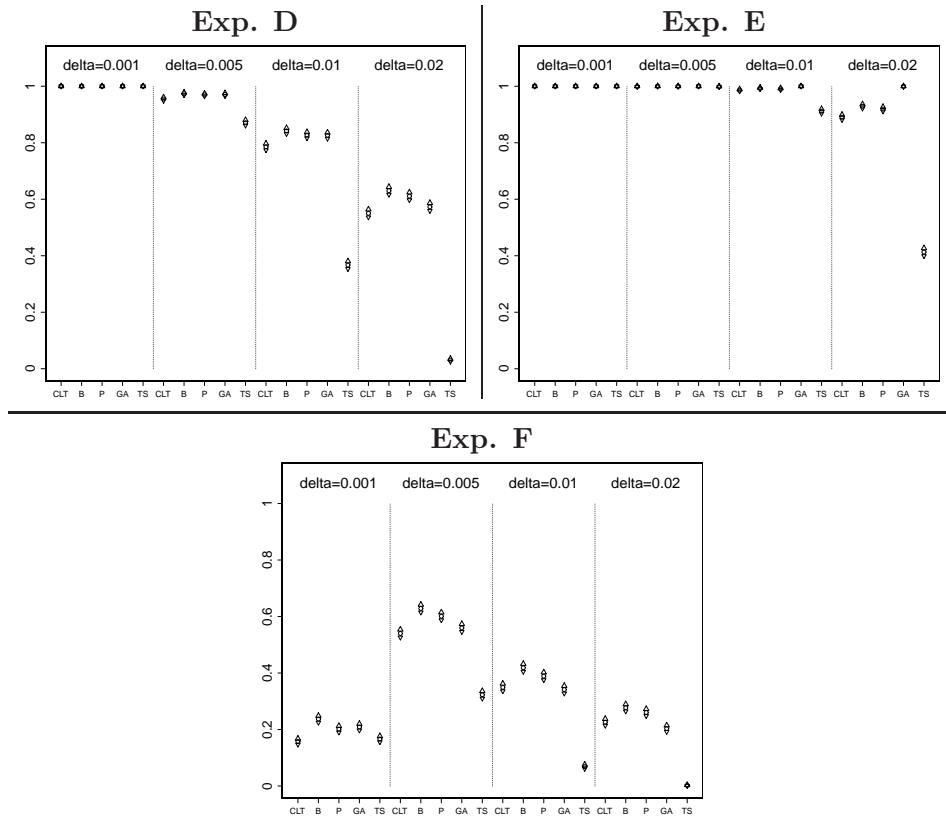 Exp. D
delta=0.001 delta=0.005 delta=0.01 delta=0.02
1
0.8
0.6
0.4
0.2
0
CLT B P GA TS CLT B P GA TS CLT B P GA TS CLT B P GA TS
Exp. E
delta=0.001 delta=0.005 delta=0.01 delta=0.02
1
0.8
0.6
0.4
0.2
0
CLT B P GA TS CLT B P GA TS CLT B P GA TS CLT B P GA TS
Exp. F
delta=0.001 delta=0.005 delta=0.01 delta=0.02
1
0.8
0.6
0.4
0.2
0
CLT B P GA TS CLT B P GA TS CLT B P GA TS CLT B P GA TS